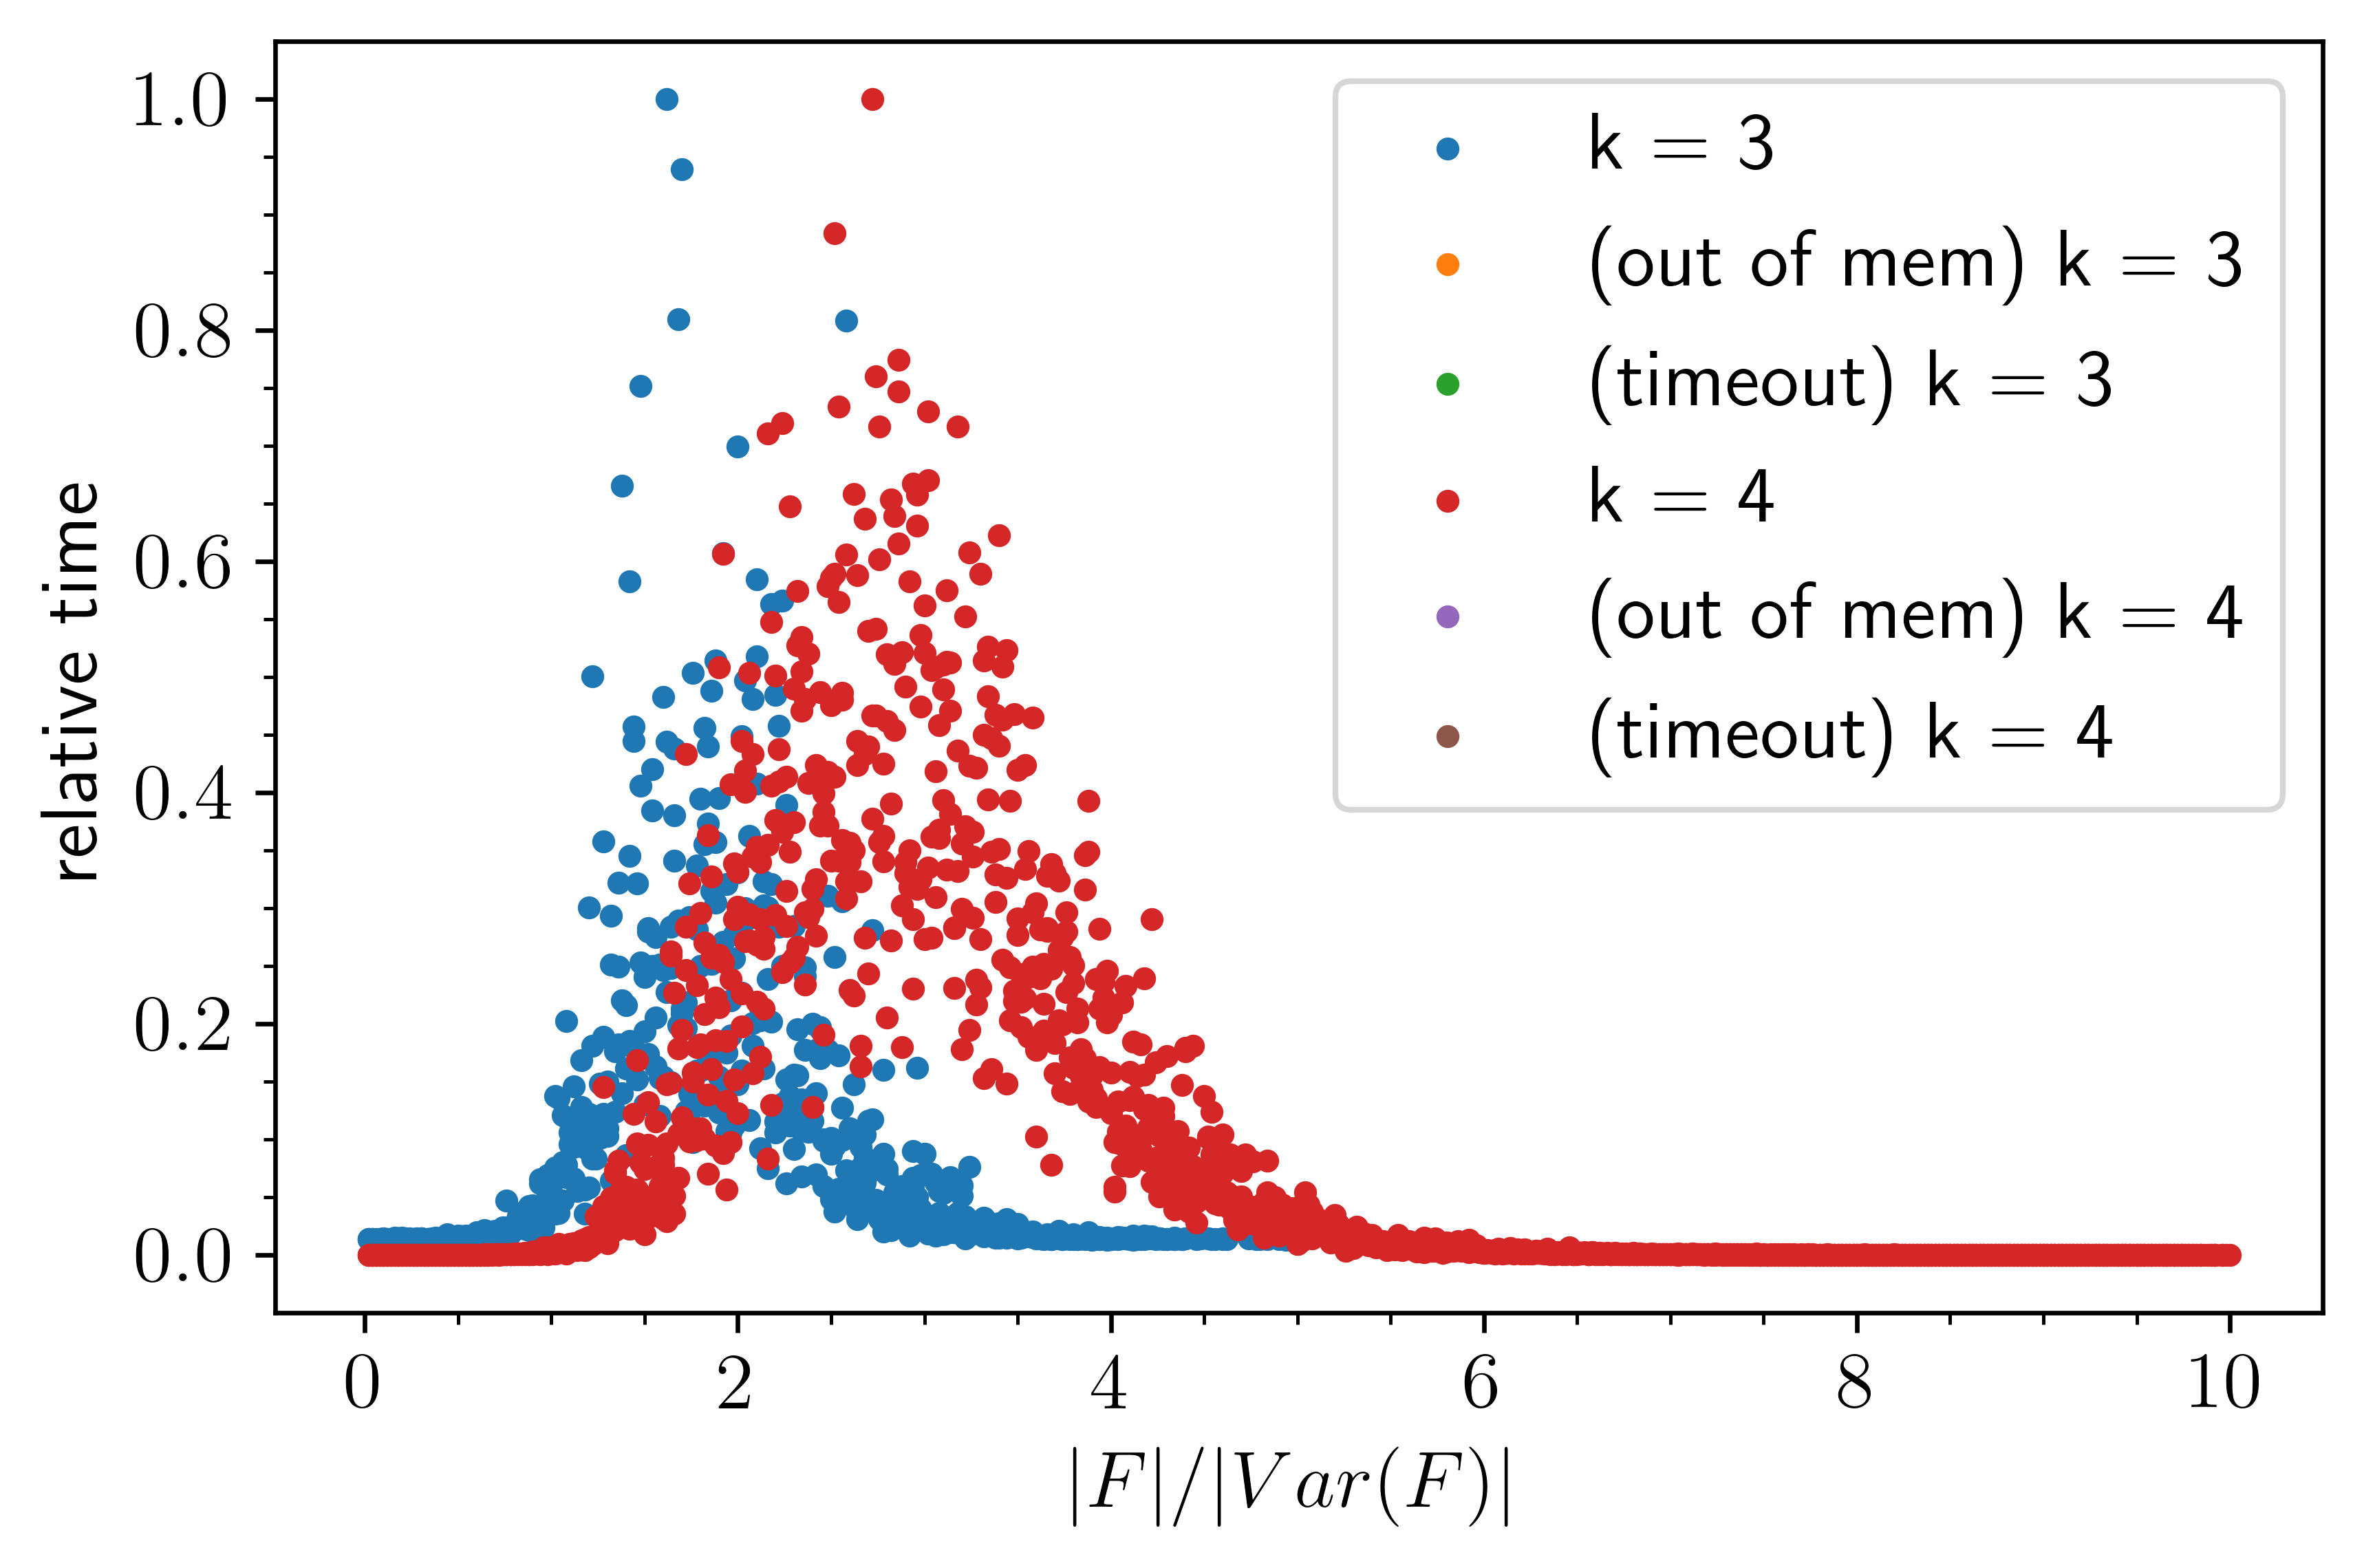 1.0
0.8
0.6
0.4
0.2
0.0
relative time
k = 3
(out of mem) k = 3
(timeout) k = 3
k = 4
(out of mem) k = 4
(timeout) k = 4
0 2 4 6 8 10
|F|/|Var(F)|